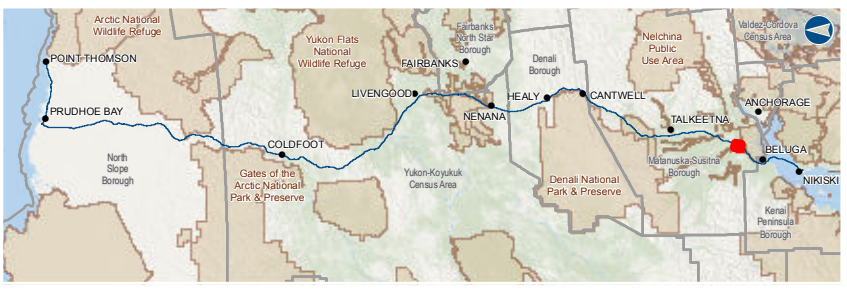 Arctic National
Wildlife Refuge
POINT THOMSON
PRUDHOE BAY
North
Slope
Borough
COLDFOOT
Gates of the
Arctic National
Park & Preserve
Yukon Flats
National
Wildlife Refuge
LIVENGOOD
FAIRBANKS
Fairbanks
North Star
Borough
NENANA
Yukon-Koyukuk
Census Area
Denali
Borough
HEALY
CANTWELL
Denali National
Park & Preserve
Nelchina
Public
Use Area
TALKEETNA
Matanuska-Susitna
Borough
Valdez-Cordova
Census Area
ANCHORAGE
BELUGA
NIKISKI
Kenai
Peninsula
Borough